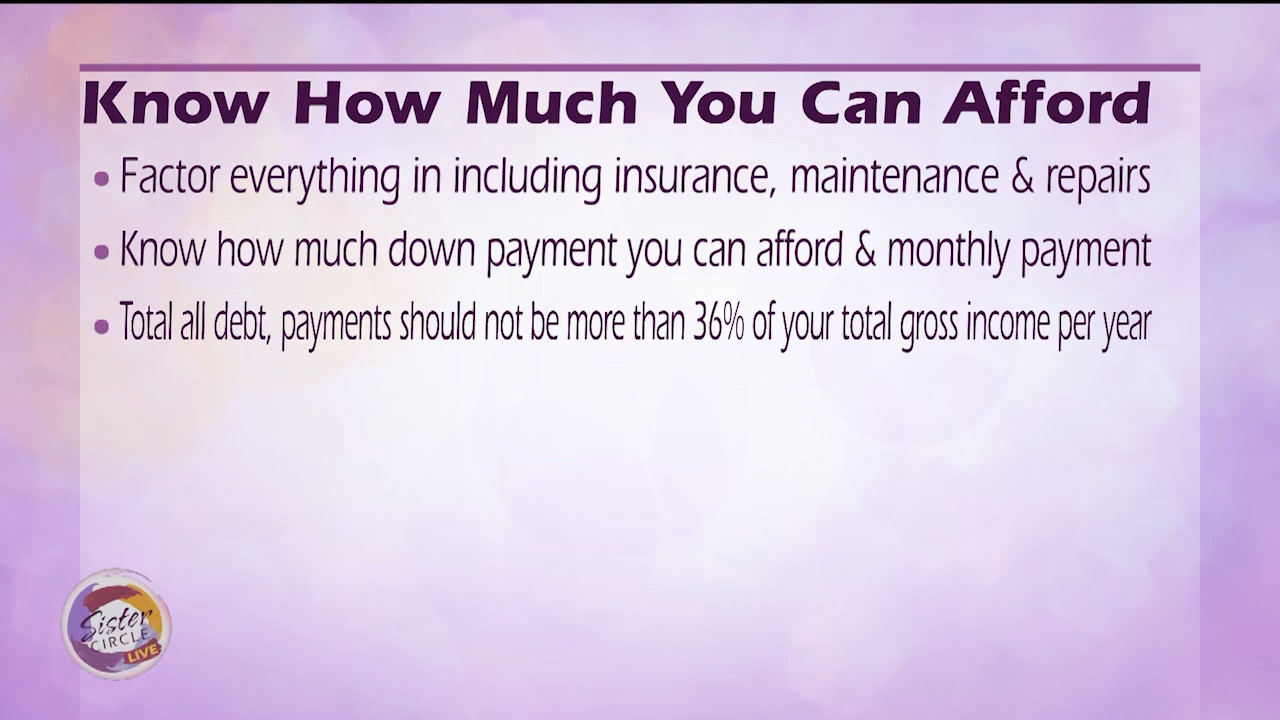 Know How Much You Can Afford
• Factor everything in including insurance, maintenance & repairs
• Know how much down payment you can afford & monthly payment
• Total all debt, payments should not be more than 36% of your total gross income per year
Sister
CIRCLE
LIVE